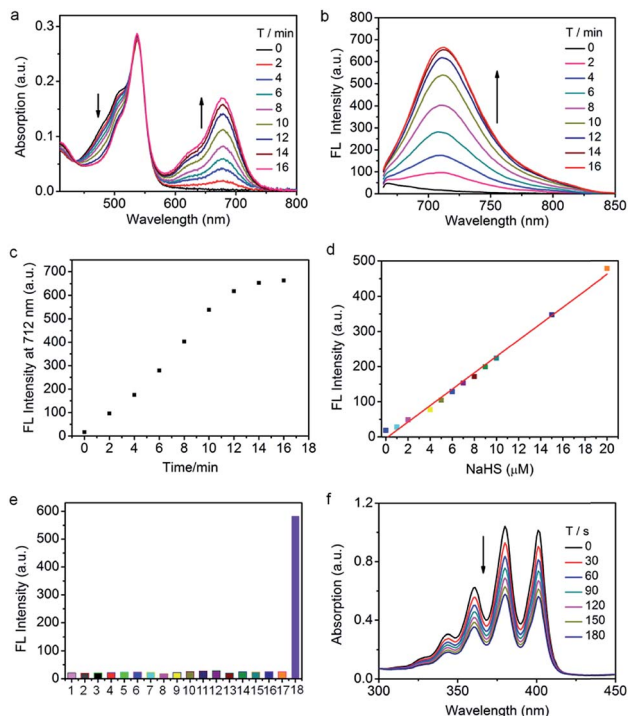 a
T / min
0
2
4
6
8
10
12
14
16
0.3
0.2
0.1
0.0
Absorption (a.u.)
500 600 700 800
Wavelength (nm)
b
T / min
0
2
4
6
8
10
12
14
16
800
700
600
500
400
300
200
100
0
FL Intensity (a.u.)
700 750 800 850
Wavelength (nm)
c
700
600
500
400
300
200
100
0
FL Intensity at 712 nm (a.u.)
0 2 4 6 8 10 12 14 16 18
Time/min
d
500
400
300
200
100
0
FL Intensity (a.u.)
0 5 10 15 20
NaHS (μM)
e
600
500
400
300
200
100
0
FL Intensity (a.u.)
1 2 3 4 5 6 7 8 9 10 11 12 13 14 15 16 17 18
f
T / s
0
30
60
90
120
150
180
1.2
0.8
0.4
0.0
Absorption (a.u.)
300 350 400 450 500
Wavelength (nm)